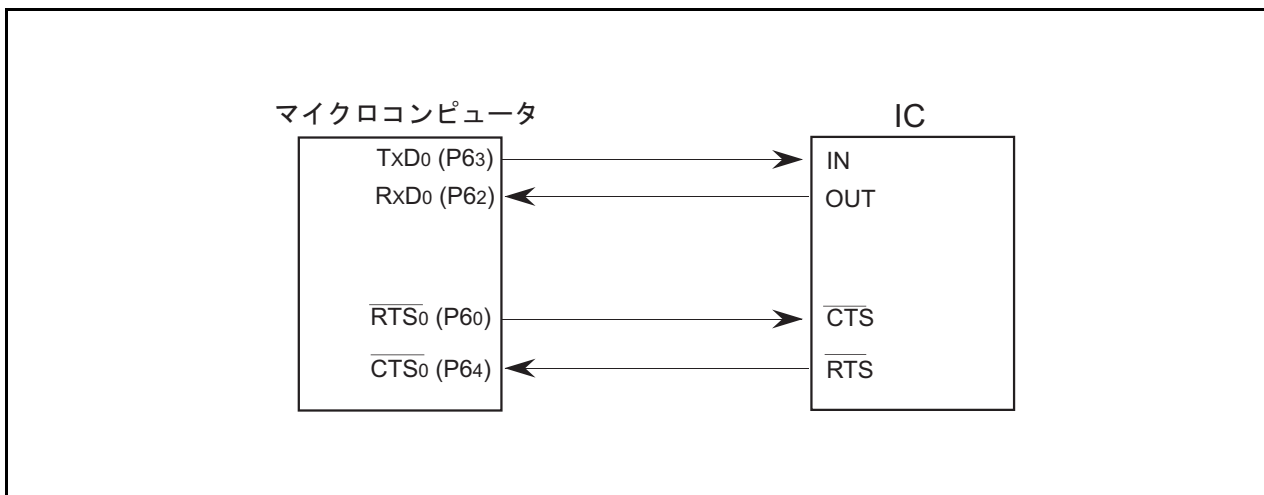 マイクロコンピュータ
TxD0 (P63)
RxD0 (P62)
RTS0 (P60)
CTS0 (P64)
IC
IN
OUT
CTS
RTS